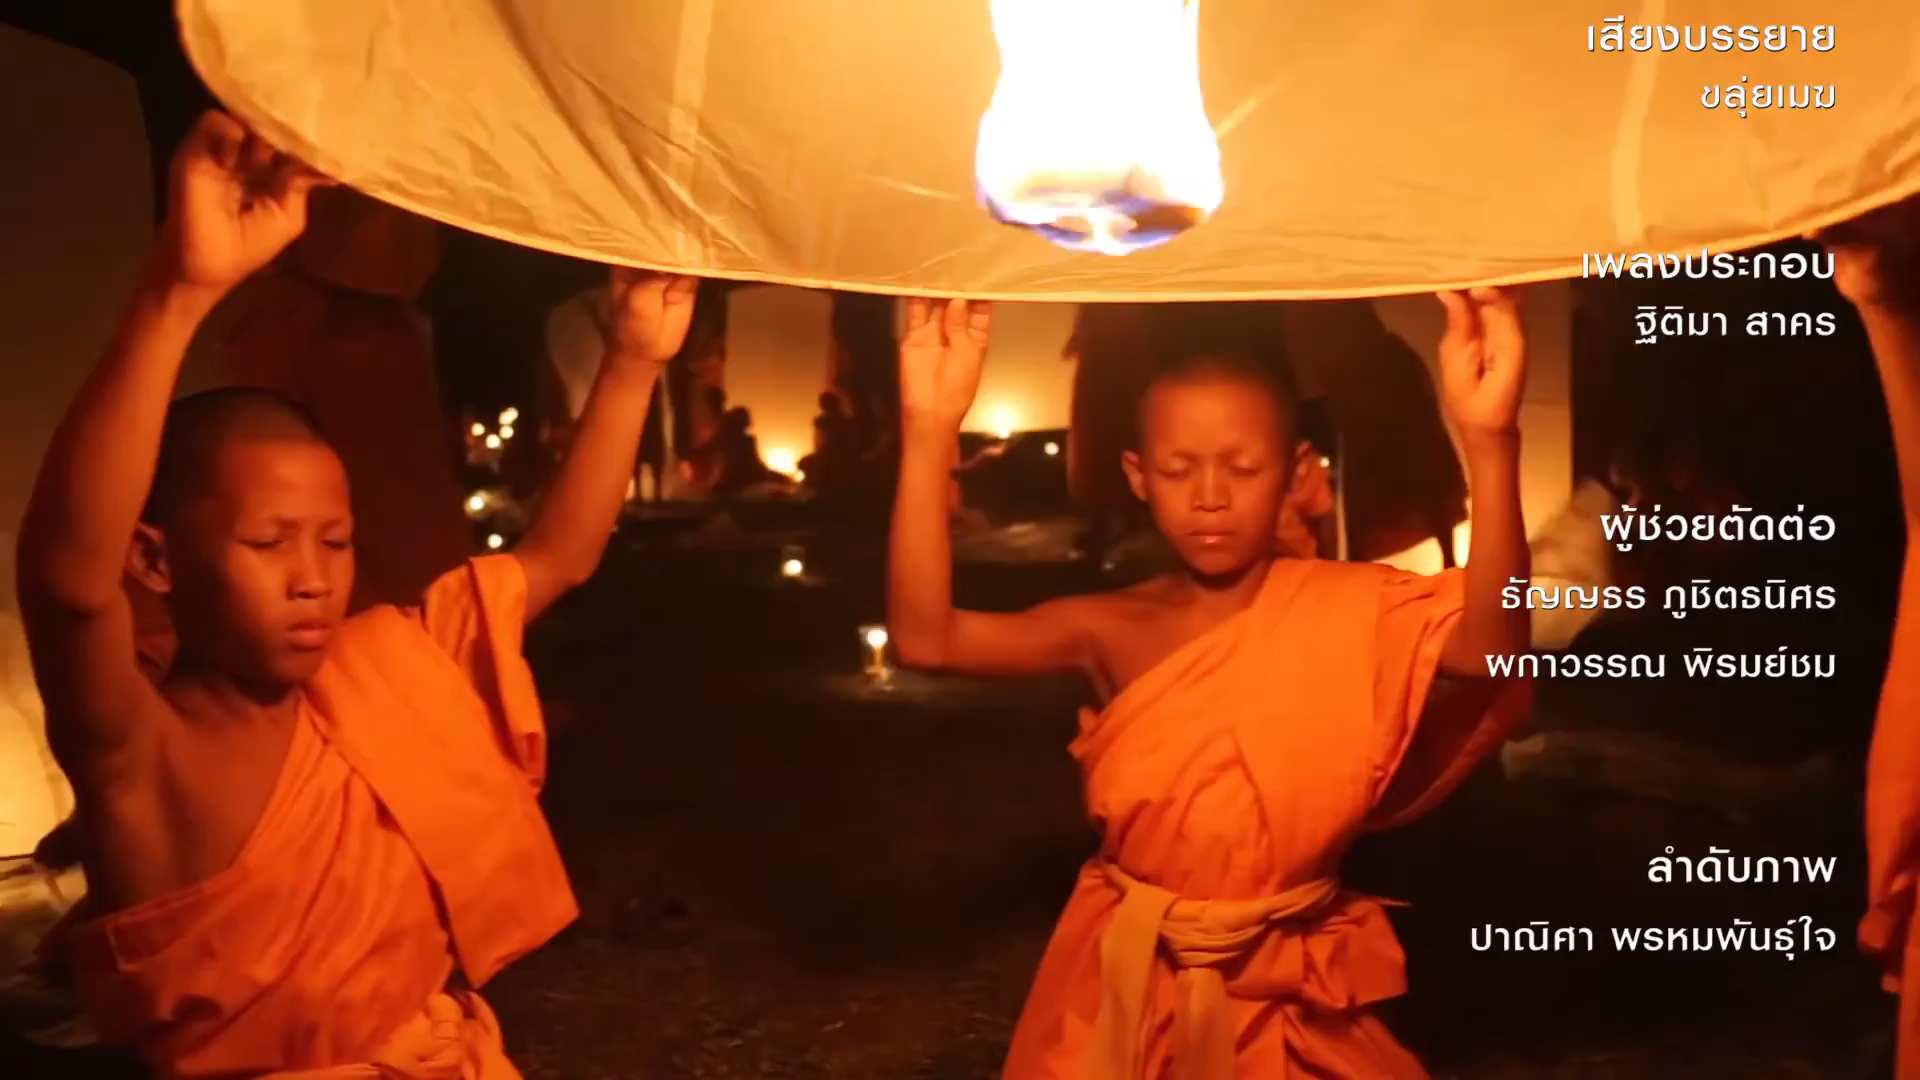 เสียงบรรยาย
ขลุ่ยเมฆ
เพลงประกอบ
ฐิติมา สาคร
ผู้ช่วยตัดต่อ
ธัญญธร ภูชิตธนิศร
ผกาวรรณ พิรมย์ชม
ลำดับภาพ
ปาณิศา พรหมพันธุ์ใจ